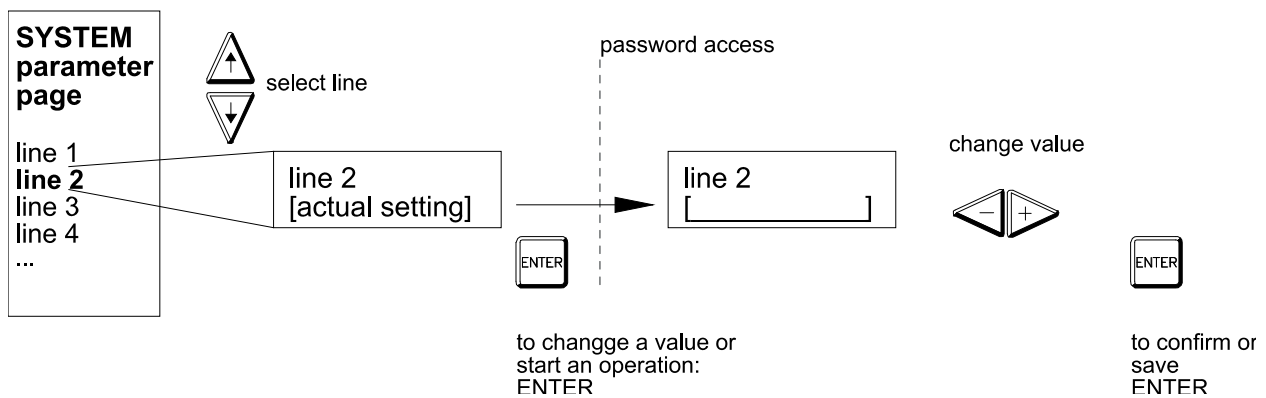 SYSTEM
parameter
page
line 1
line 2
line 3
line 4
...
select line
line 2
[actual setting]
ENTER
to changge a value or
start an operation:
ENTER
password access
line 2
[                    ]
change value
- +
ENTER
to confirm or
save
ENTER